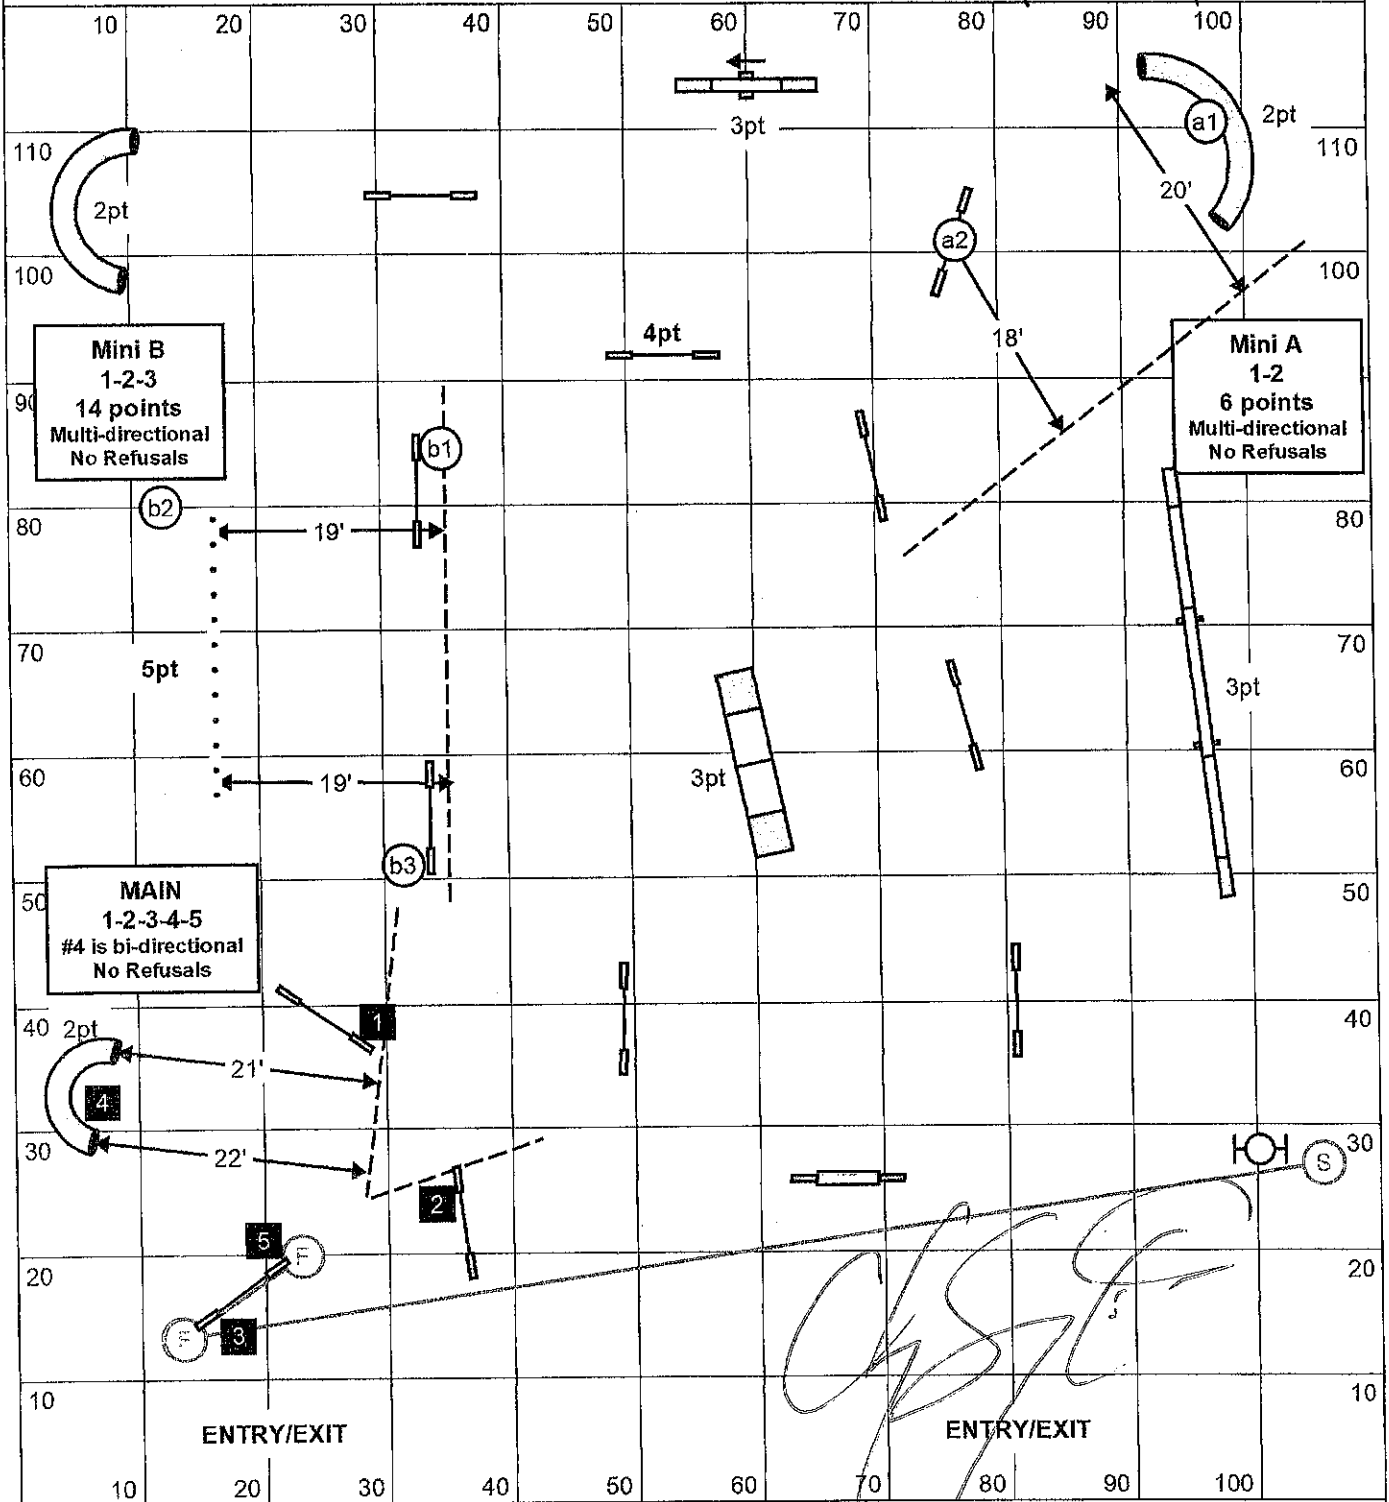 10 20 30 40 50 60 70 80 90 100
2pt
a1
3pt
110
110
20'
2pt
a2
100
100
4pt
18'
Mini B
1-2-3
14 points
Multi-directional
No Refusals
Mini A
1-2
6 points
Multi-directional
No Refusals
90
b1
b2
80
19'
80
70
70
5pt
3pt
60
19'
3pt
60
b3
50
50
MAIN
1-2-3-4-5
#4 is bi-directional
No Refusals
1
40
2pt
40
21'
4
30
22'
30
S
2
5
F
20
20
F
3
10
10
ENTRY/EXIT
ENTRY/EXIT
10 20 30 40 50 60 70 80 90 100